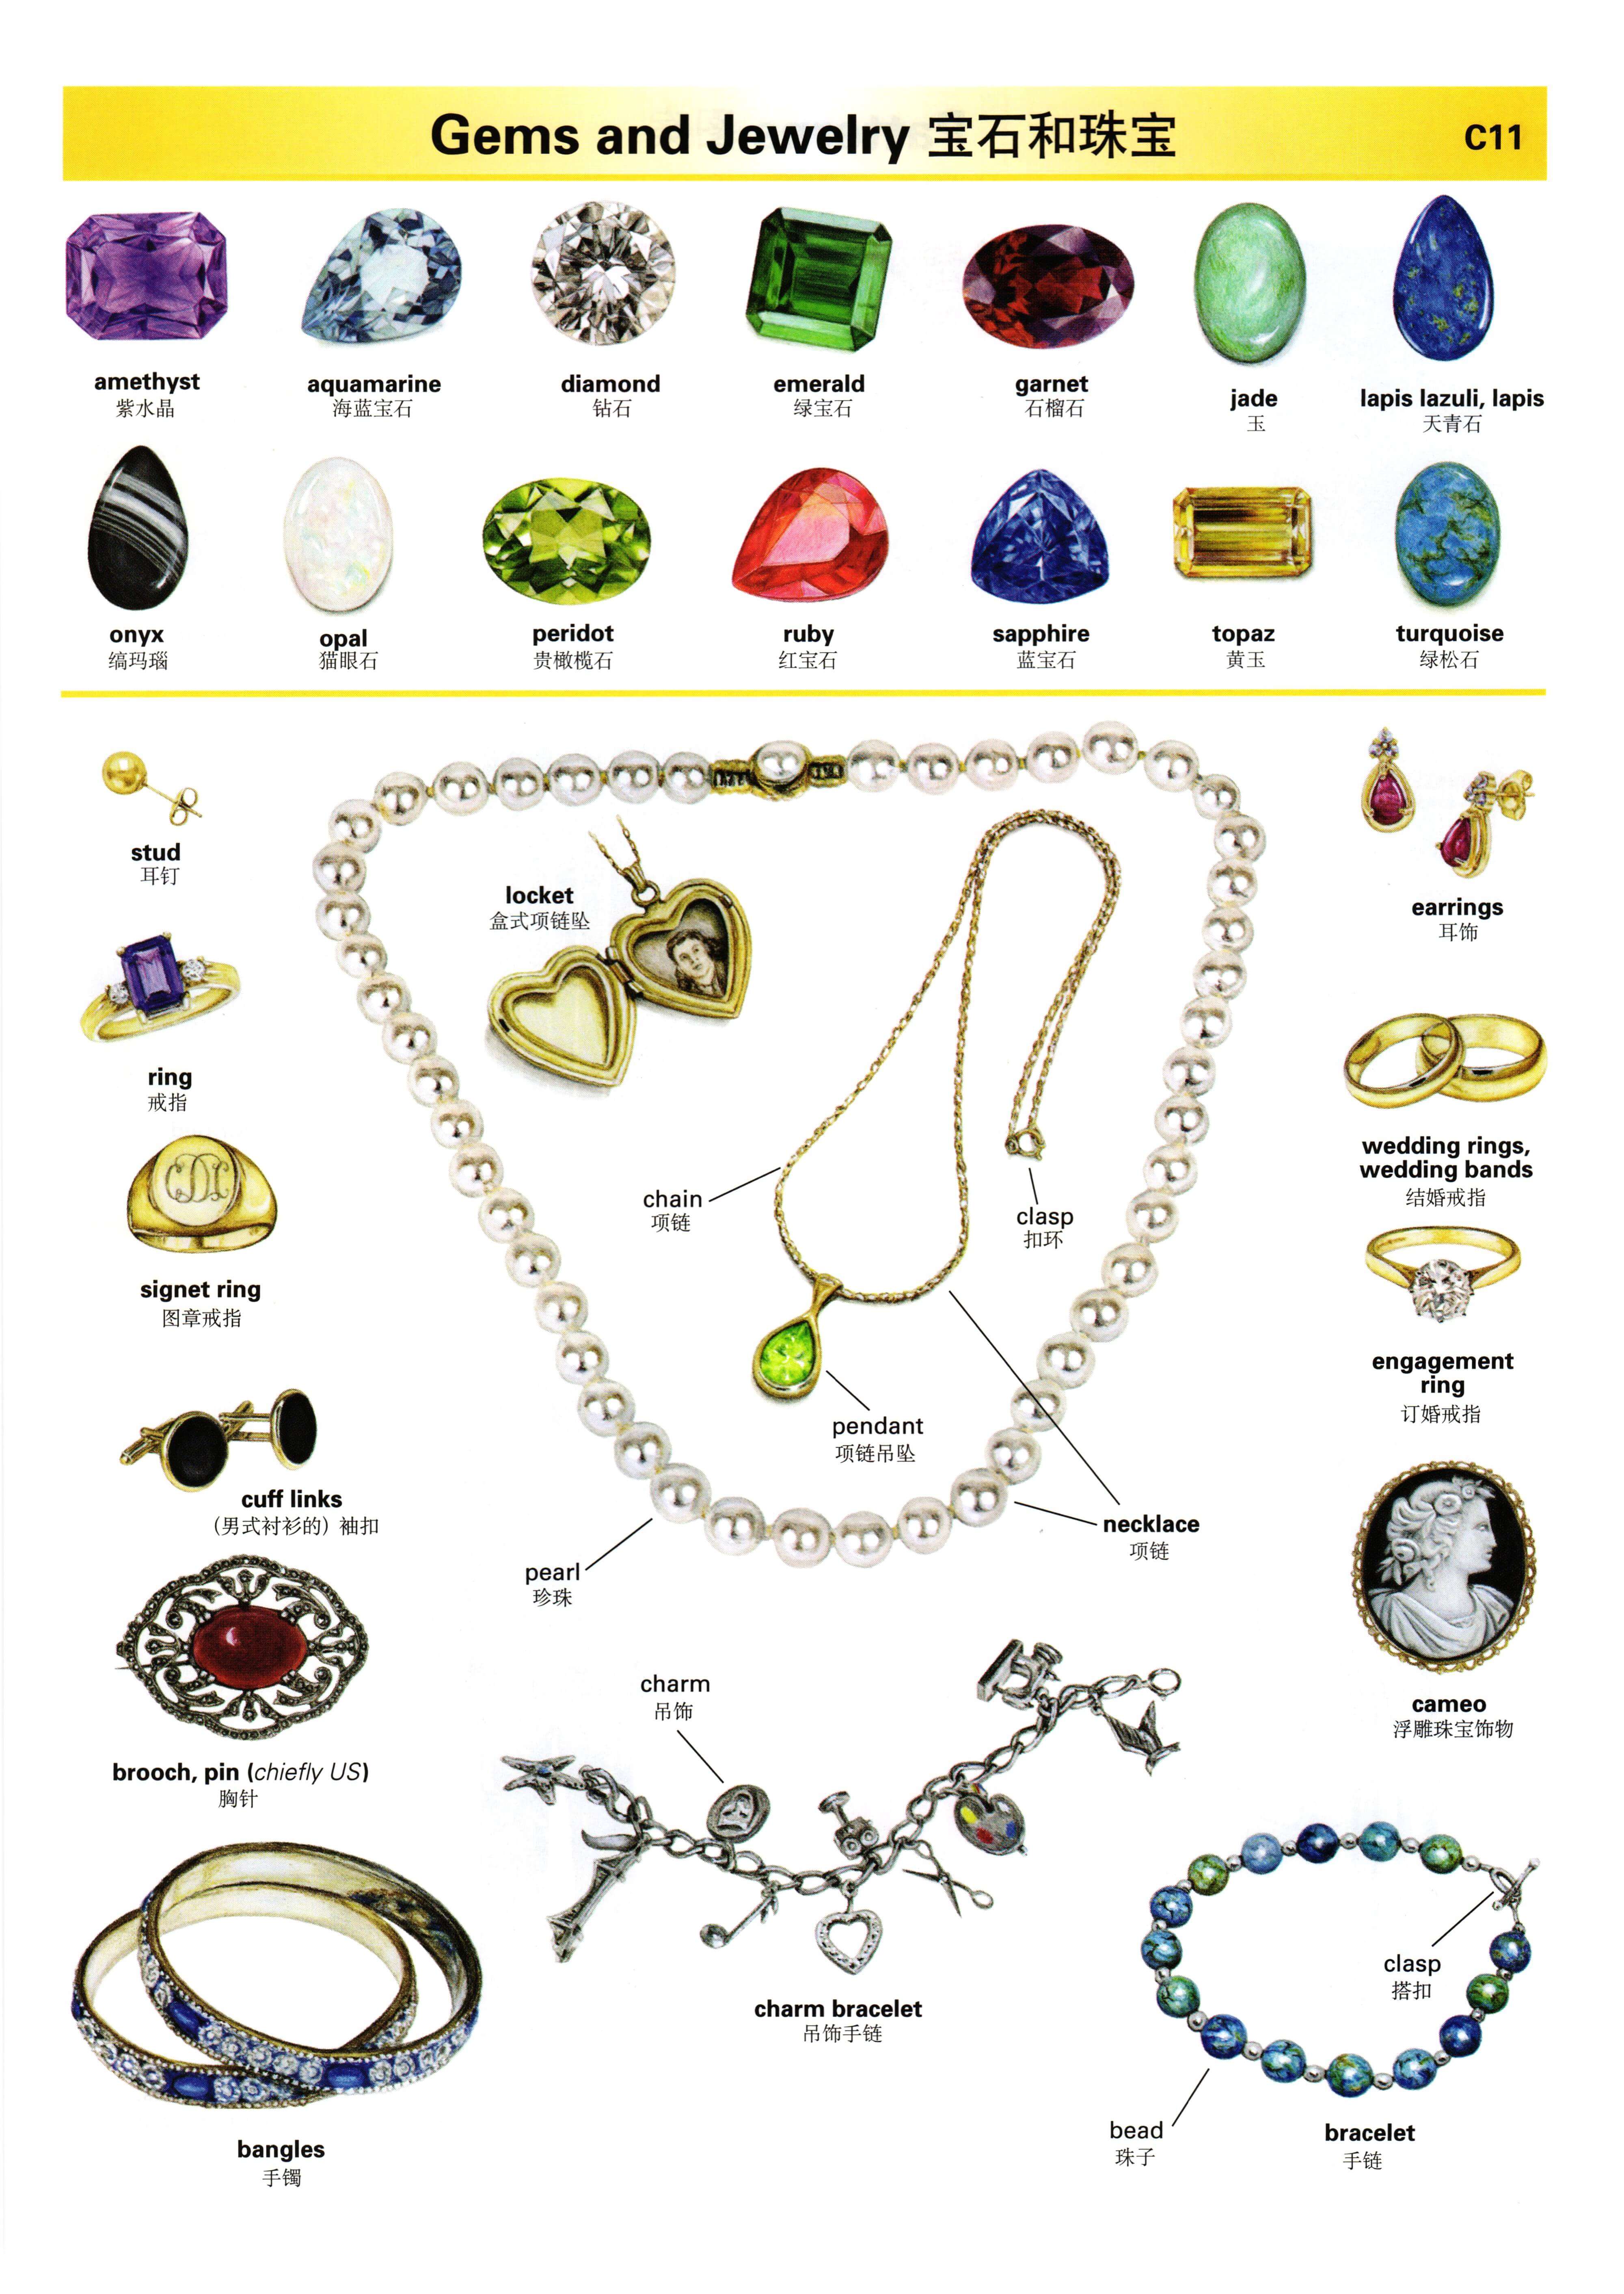 Gems and Jewelry 宝石和珠宝
C11
amethyst
紫水晶
aquamarine
海蓝宝石
diamond
钻石
emerald
绿宝石
garnet
石榴石
jade
玉
lapis lazuli, lapis
天青石
onyx
缟玛瑙
opal
猫眼石
peridot
贵橄榄石
ruby
红宝石
sapphire
蓝宝石
topaz
黄玉
turquoise
绿松石
stud
耳钉
locket
盒式项链坠
earrings
耳饰
ring
戒指
chain
项链
clasp
扣环
wedding rings,
wedding bands
结婚戒指
CDI
signet ring
图章戒指
engagement
ring
订婚戒指
pendant
项链吊坠
cuff links
（男式衬衫的）袖扣
necklace
项链
pearl
珍珠
charm
吊饰
cameo
浮雕珠宝饰物
brooch, pin (chiefly US)
胸针
clasp
搭扣
charm bracelet
吊饰手链
bead
珠子
bracelet
手链
bangles
手镯